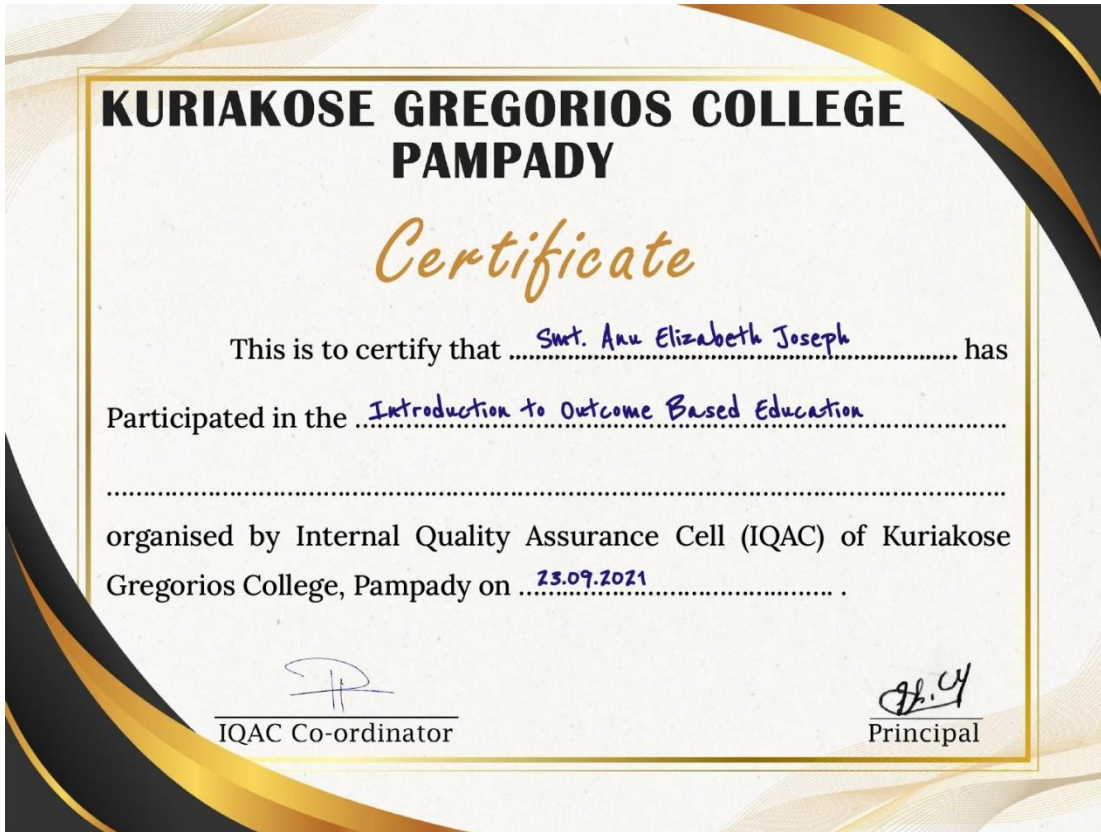 KURIAKOSE GREGORIOS COLLEGE
PAMPADY
Certificate
This is to certify that ..... Smt. Anu Elizabeth Joseph ..... has
Participated in the ... Introduction to Outcome Based Education .....
.....
organised by Internal Quality Assurance Cell (IQAC) of Kuriakose
Gregorios College, Pampady on ... 23.09.2021 ..... .
IQAC Co-ordinator
Principal